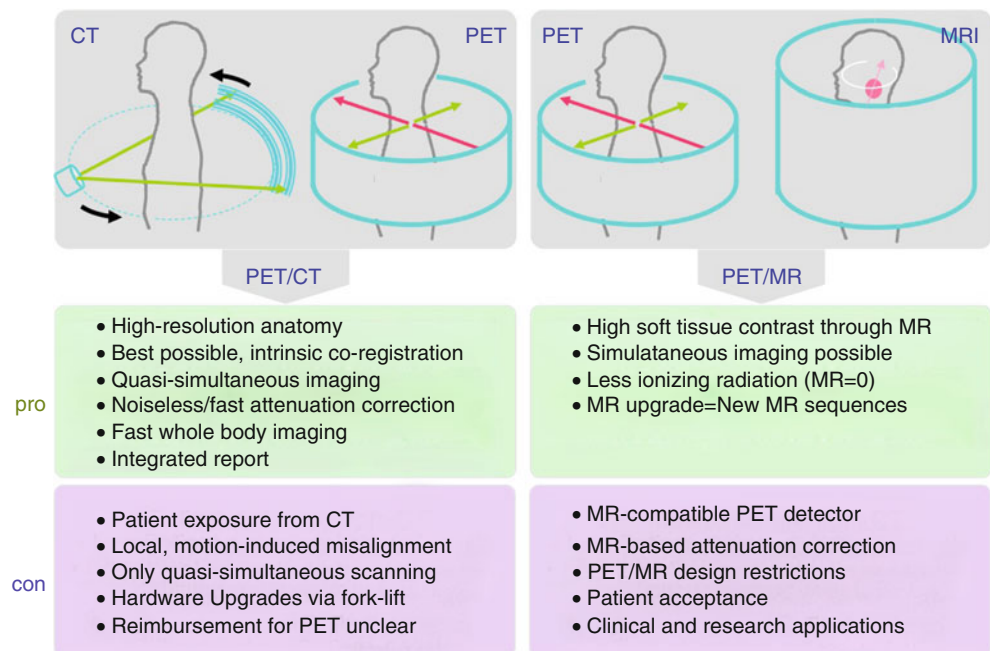 CT
PET
PET
MRI
PET/CT
PET/MR
pro
• High-resolution anatomy
• Best possible, intrinsic co-registration
• Quasi-simultaneous imaging
• Noiseless/fast attenuation correction
• Fast whole body imaging
• Integrated report
• High soft tissue contrast through MR
• Simulataneous imaging possible
• Less ionizing radiation (MR=0)
• MR upgrade=New MR sequences
con
• Patient exposure from CT
• Local, motion-induced misalignment
• Only quasi-simultaneous scanning
• Hardware Upgrades via fork-lift
• Reimbursement for PET unclear
• MR-compatible PET detector
• MR-based attenuation correction
• PET/MR design restrictions
• Patient acceptance
• Clinical and research applications